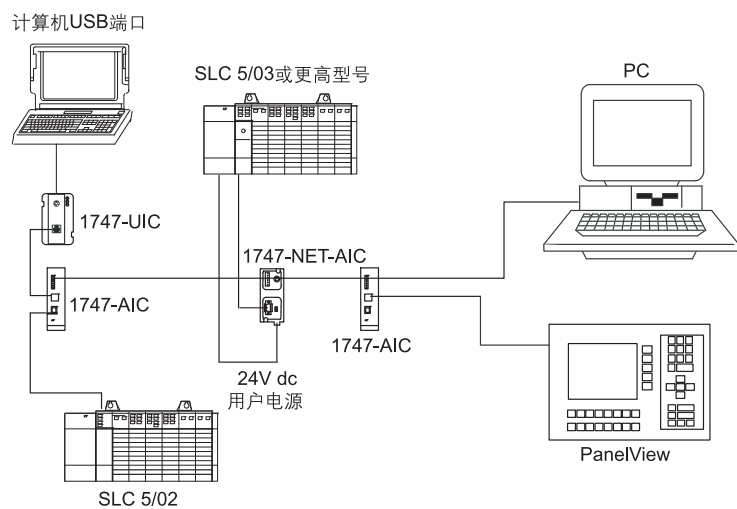 计算机USB端口
SLC 5/03或更高型号
PC
1747-UIC
1747-NET-AIC
1747-AIC
1747-AIC
24V dc
用户电源
PanelView
SLC 5/02